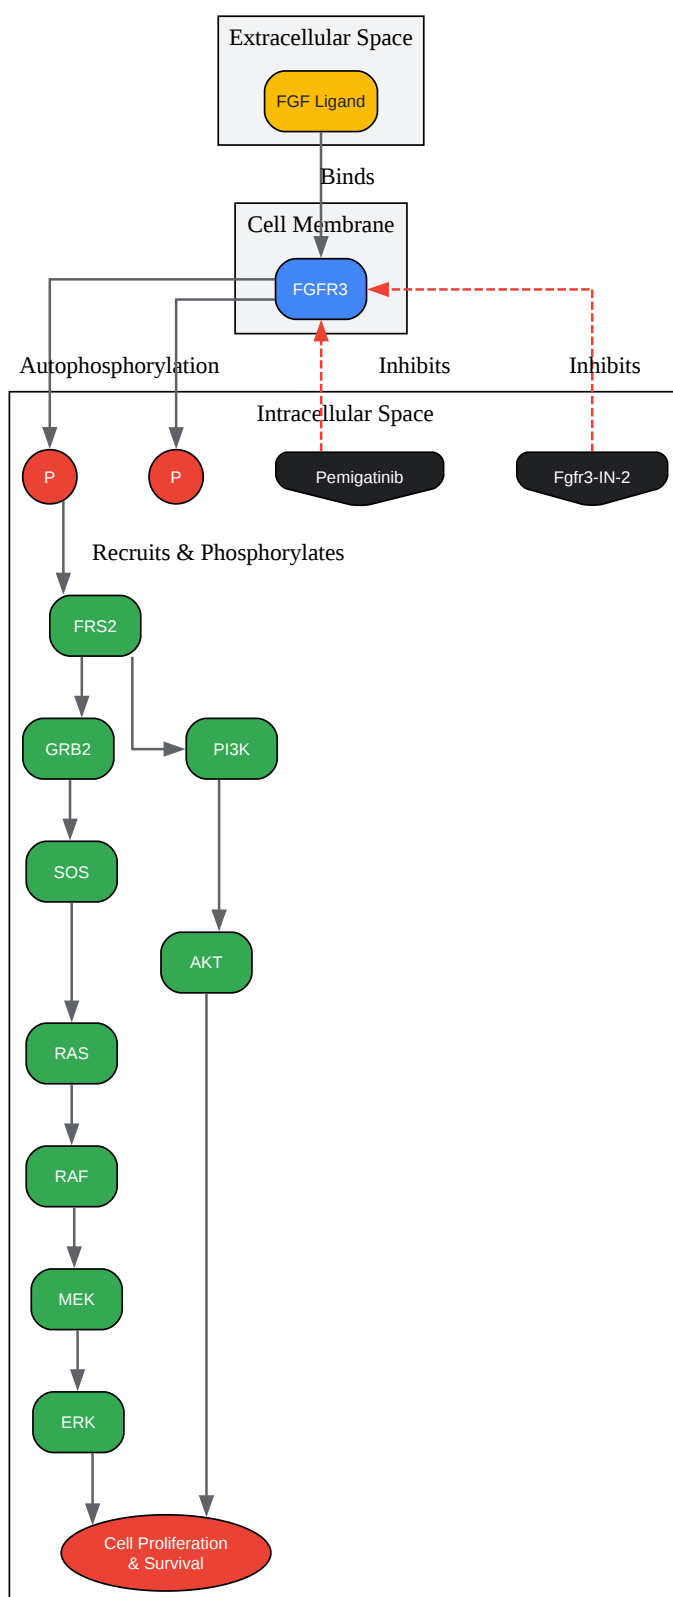 Extracellular Space
FGF Ligand
Binds
Cell Membrane
FGFR3
Autophosphorylation
Inhibits
Inhibits
Intracellular Space
P
P
Pemigatinib
Fgfr3-IN-2
Recruits & Phosphorylates
FRS2
GRB2
PI3K
SOS
AKT
RAS
RAF
MEK
ERK
Cell Proliferation
& Survival